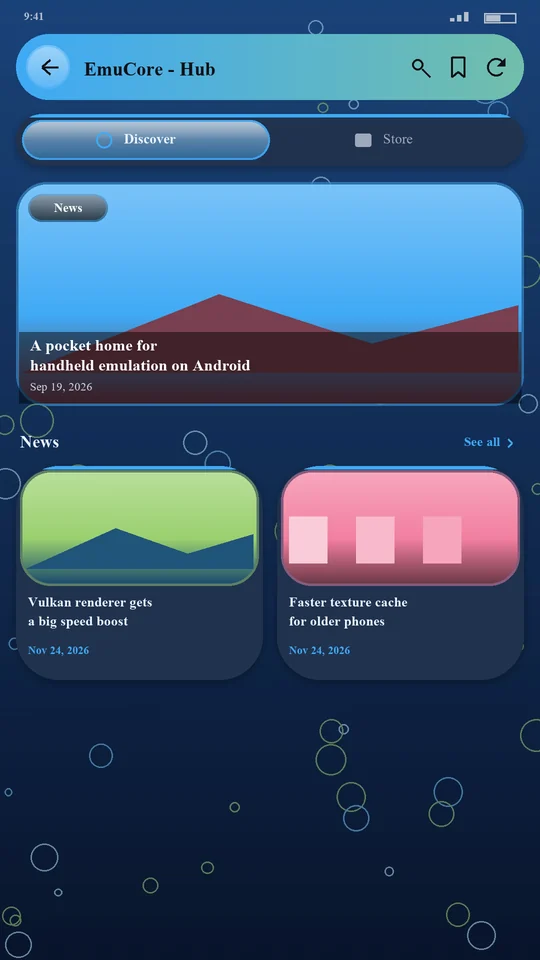 9:41
EmuCore - Hub
Discover
Store
News
A pocket home for
handheld emulation on Android
Sep 19, 2026
News
See all
Vulkan renderer gets
a big speed boost
Nov 24, 2026
Faster texture cache
for older phones
Nov 24, 2026